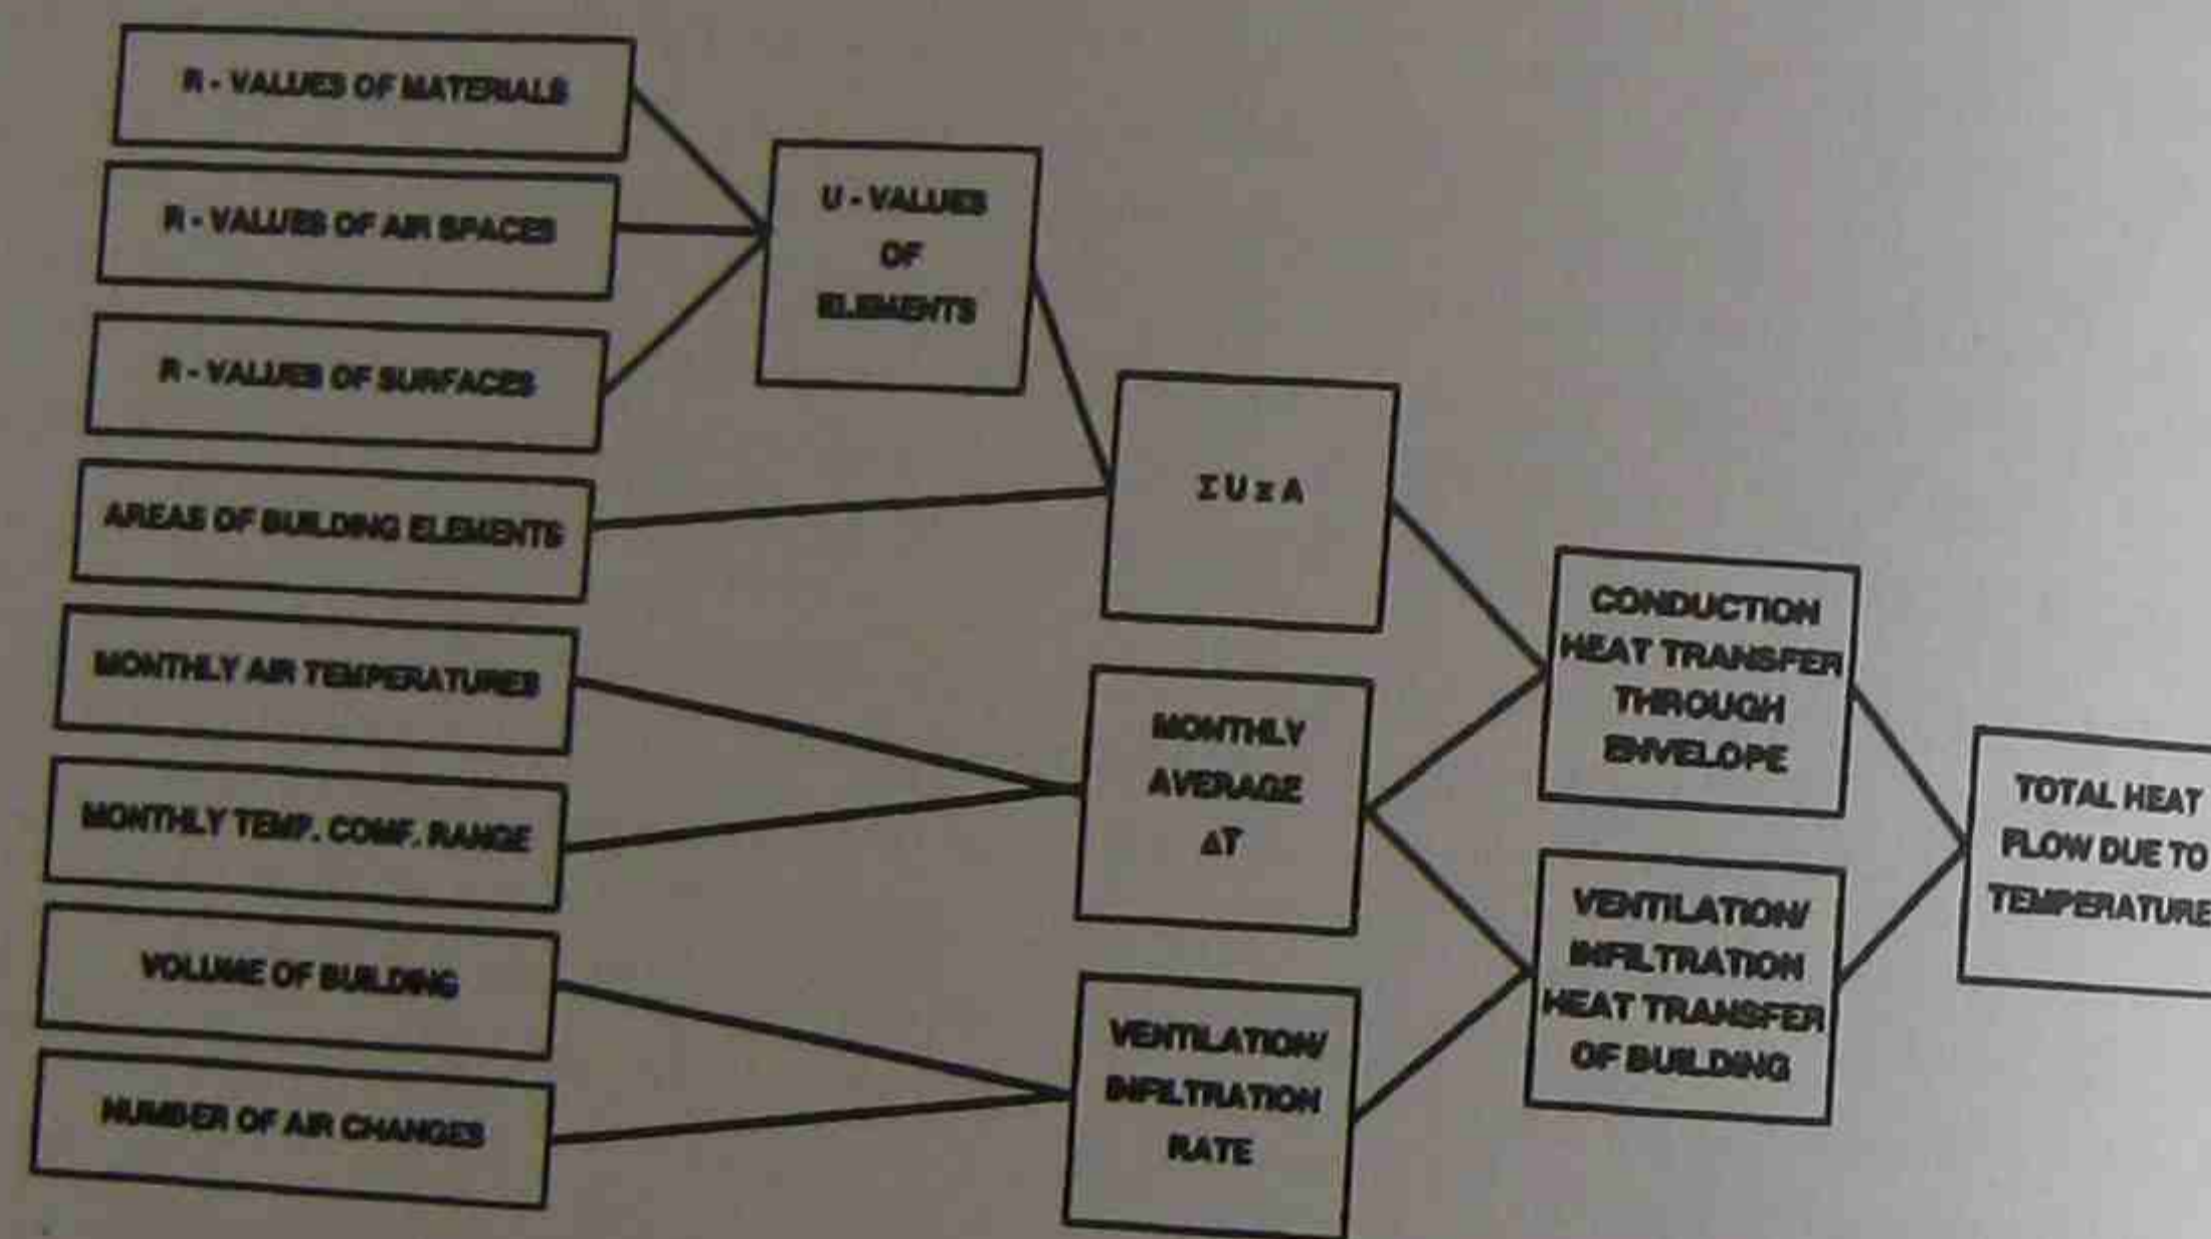 R - VALUES OF MATERIALS
R - VALUES OF AIR SPACES
R - VALUES OF SURFACES
AREAS OF BUILDING ELEMENTS
MONTHLY AIR TEMPERATURES
MONTHLY TEMP. COMF. RANGE
VOLUME OF BUILDING
NUMBER OF AIR CHANGES
U - VALUES
OF
ELEMENTS
Σ U x A
MONTHLY
AVERAGE
ΔT
VENTILATION/
INFILTRATION
RATE
CONDUCTION
HEAT TRANSFER
THROUGH
ENVELOPE
VENTILATION/
INFILTRATION
HEAT TRANSFER
OF BUILDING
TOTAL HEAT
FLOW DUE TO
TEMPERATURE